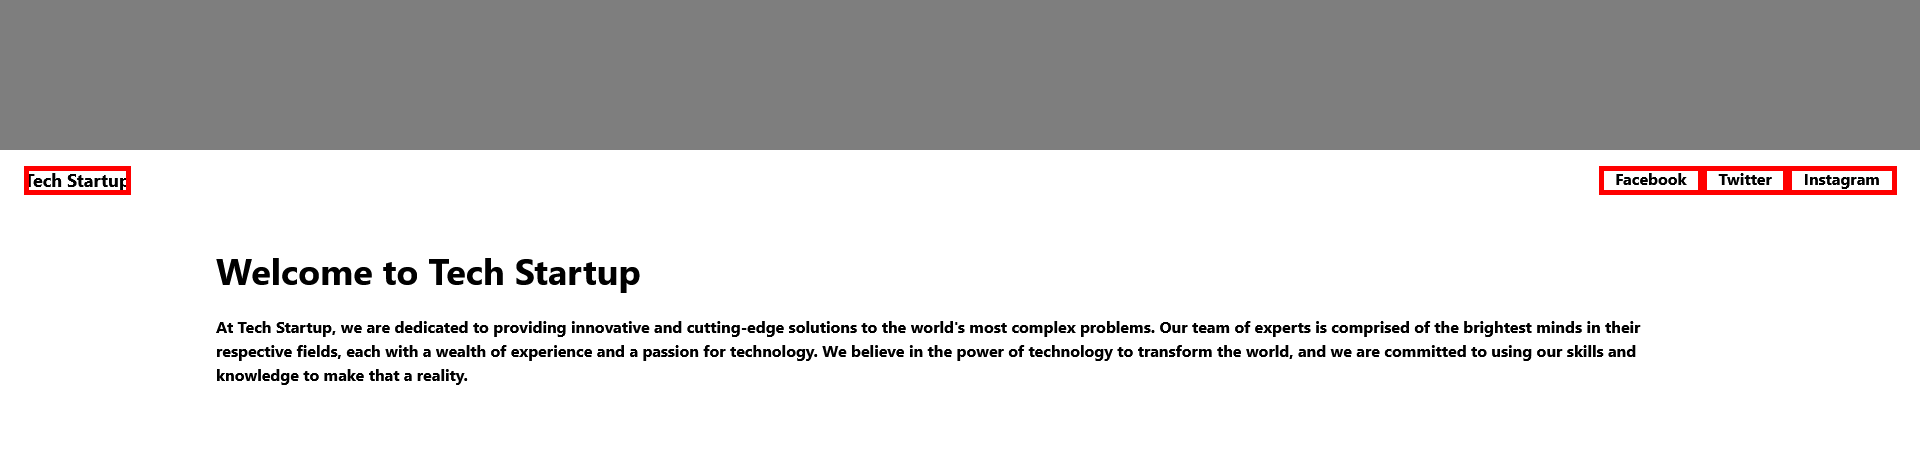 Tech Startup
Facebook Twitter Instagram
Welcome to Tech Startup
At Tech Startup, we are dedicated to providing innovative and cutting-edge solutions to the world's most complex problems. Our team of experts is comprised of the brightest minds in their
respective fields, each with a wealth of experience and a passion for technology. We believe in the power of technology to transform the world, and we are committed to using our skills and
knowledge to make that a reality.